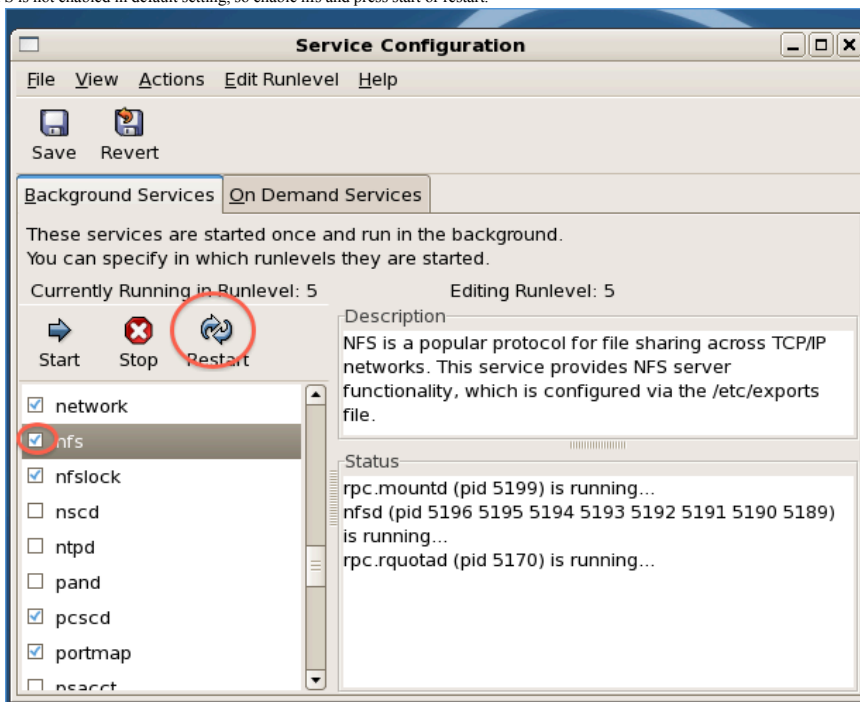 S is not enabled in default setting, so enable nfs and press start or restart.
Service Configuration
File View Actions Edit Runlevel Help
Save Revert
Background Services On Demand Services
These services are started once and run in the background.
You can specify in which runlevels they are started.
Currently Running in Runlevel: 5 Editing Runlevel: 5
Start Stop Restart
network
nfs
nfslock
nscd
ntpd
pand
pcscd
portmap
psacct
Description
NFS is a popular protocol for file sharing across TCP/IP
networks. This service provides NFS server
functionality, which is configured via the /etc/exports
file.
Status
rpc.mountd (pid 5199) is running...
nfsd (pid 5196 5195 5194 5193 5192 5191 5190 5189)
is running...
rpc.rquotad (pid 5170) is running...